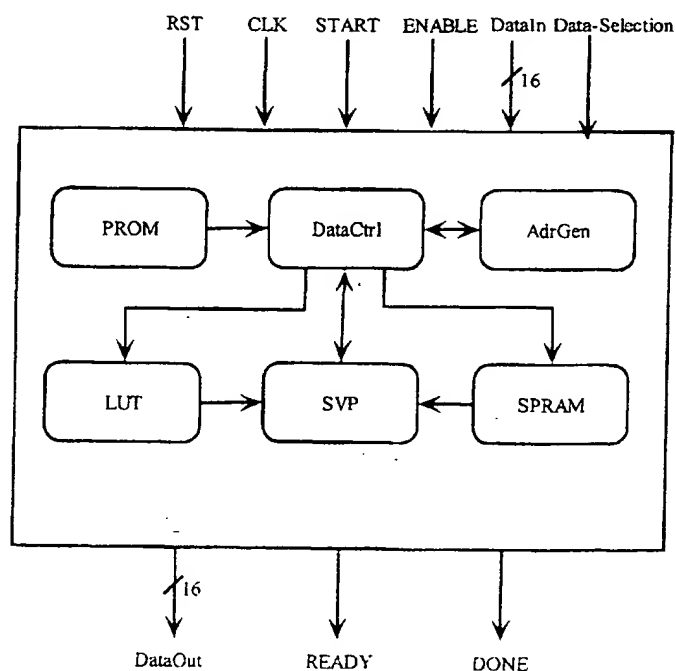 RST CLK START ENABLE DataIn Data-Selection
16
PROM DataCtrl AdrGen
LUT SVP SPRAM
16
DataOut READY DONE